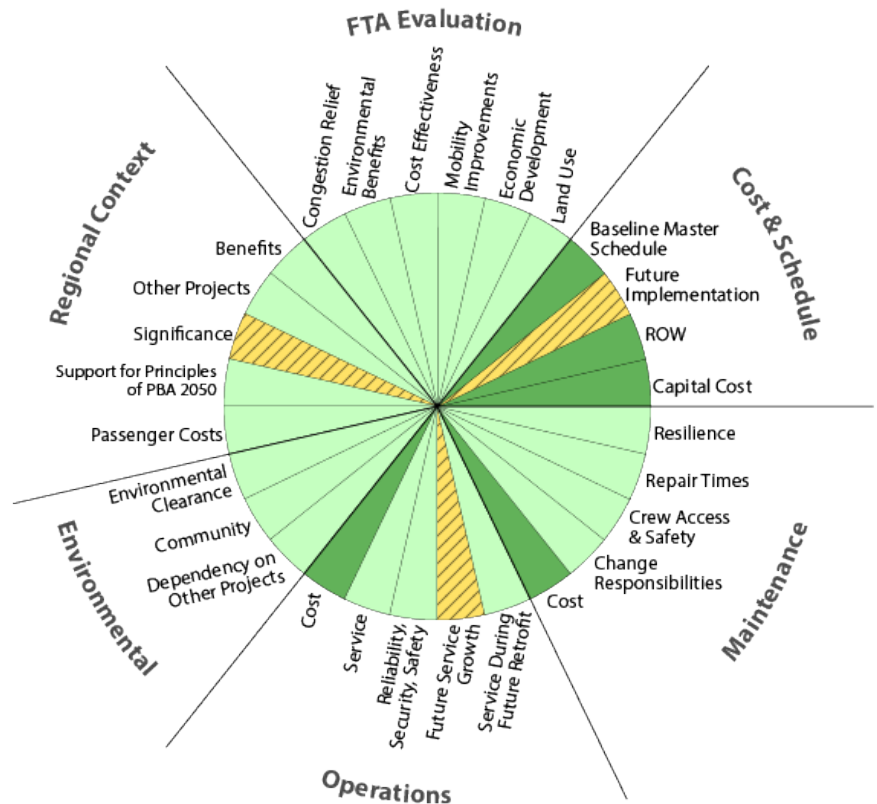 FTA Evaluation
Congestion Relief
Environmental
Benefits
Cost Effectiveness
Mobility
Improvements
Economic
Development
Land Use
Cost & Schedule
Baseline Master
Schedule
Future
Implementation
ROW
Capital Cost
Maintenance
Resilience
Repair Times
Crew Access
& Safety
Change
Responsibilities
Cost
Operations
Service During
Future Retrofit
Future Service
Growth
Reliability,
Security, Safety
Service
Cost
Environmental
Dependency on
Other Projects
Community
Environmental
Clearance
Regional Context
Passenger Costs
Support for Principles
of PBA 2050
Significance
Other Projects
Benefits